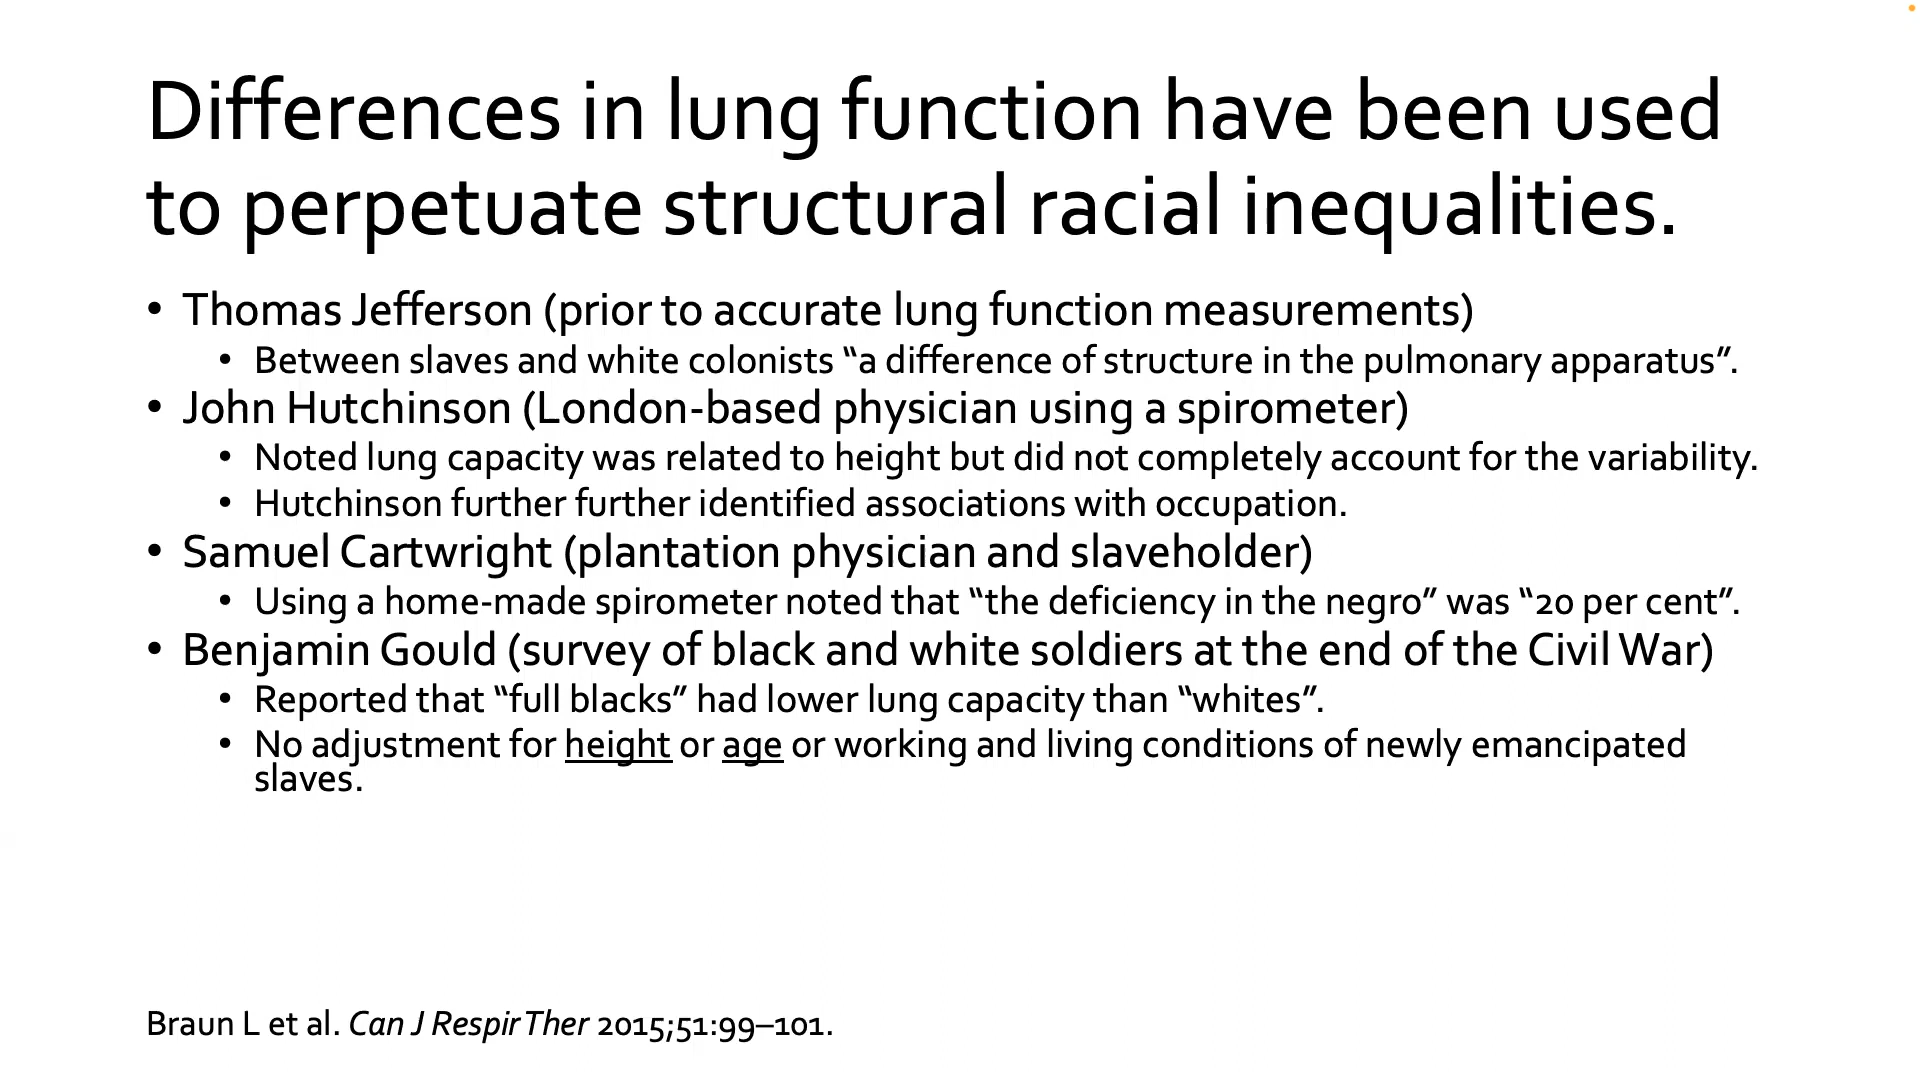 Differences in lung function have been used
to perpetuate structural racial inequalities.
• Thomas Jefferson (prior to accurate lung function measurements)
• Between slaves and white colonists “a difference of structure in the pulmonary apparatus”.
• John Hutchinson (London-based physician using a spirometer)
• Noted lung capacity was related to height but did not completely account for the variability.
• Hutchinson further further identified associations with occupation.
• Samuel Cartwright (plantation physician and slaveholder)
• Using a home-made spirometer noted that “the deficiency in the negro” was “20 per cent”.
• Benjamin Gould (survey of black and white soldiers at the end of the Civil War)
• Reported that “full blacks” had lower lung capacity than “whites”.
• No adjustment for height or age or working and living conditions of newly emancipated
slaves.
Braun L et al. Can J Respir Ther 2015;51:99–101.